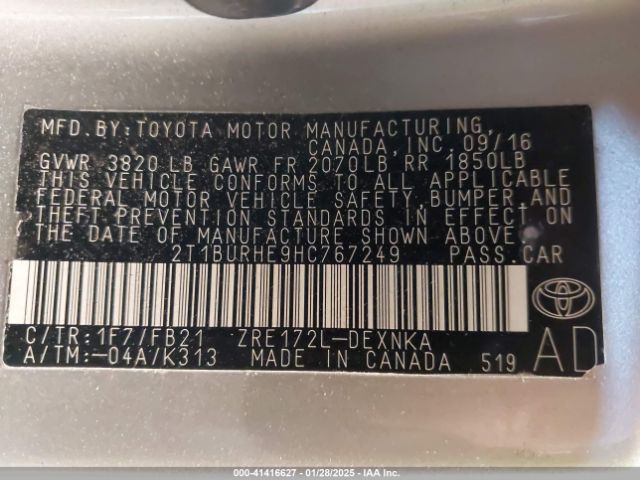 MFD. BY: TOYOTA MOTOR MANUFACTURING,
CANADA, INC. 09/16
GVWR 3820 LB GAWR FR 2070LB, RR 1850LB
THIS VEHICLE CONFORMS TO ALL APPLICABLE
FEDERAL MOTOR VEHICLE SAFETY, BUMPER, AND
THEFT PREVENTION STANDARDS IN EFFECT ON
THE DATE OF MANUFACTURE SHOWN ABOVE.
2T1BURHE9HC767249 PASS. CAR
C/TR: 1F7/FB21 ZRE172L-DEXNKA
A/TM: -04A/K313 MADE IN CANADA 519
AD
000-41416627 - 01/28/2025 - IAA Inc.